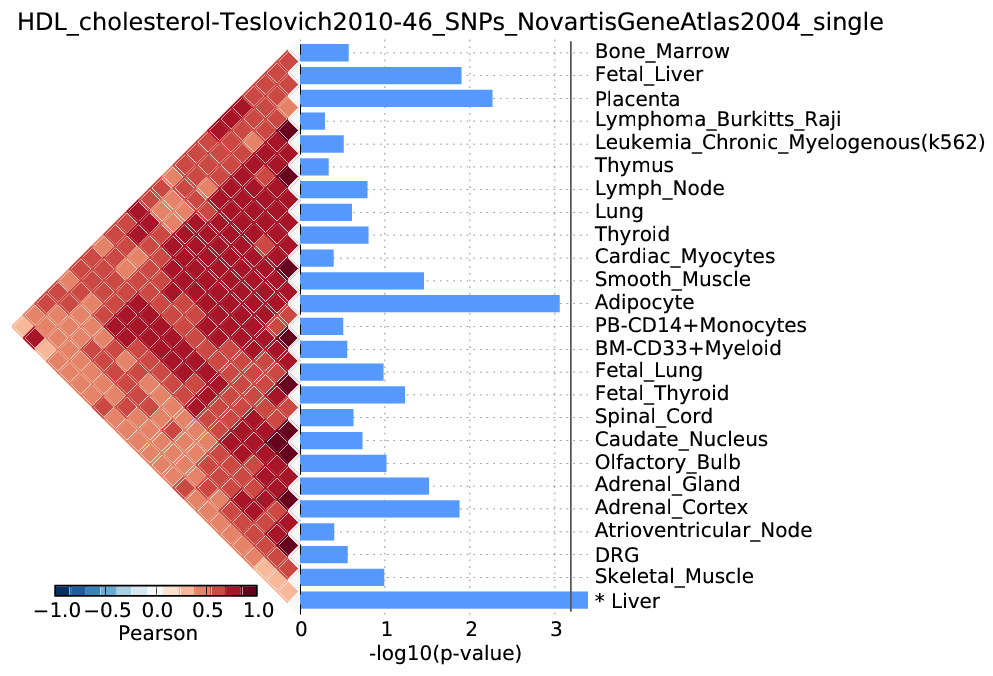 HDL_cholesterol-Teslovich2010-46_SNPs_NovartisGeneAtlas2004_single
Bone_Marrow
Fetal_Liver
Placenta
Lymphoma_Burkitts_Raji
Leukemia_Chronic_Myelogenous(k562)
Thymus
Lymph_Node
Lung
Thyroid
Cardiac_Myocytes
Smooth_Muscle
Adipocyte
PB-CD14+Monocytes
BM-CD33+Myeloid
Fetal_Lung
Fetal_Thyroid
Spinal_Cord
Caudate_Nucleus
Olfactory_Bulb
Adrenal_Gland
Adrenal_Cortex
Atrioventricular_Node
DRG
Skeletal_Muscle
* Liver
−1.0 −0.5 0.0 0.5 1.0
Pearson
0 1 2 3
-log10(p-value)